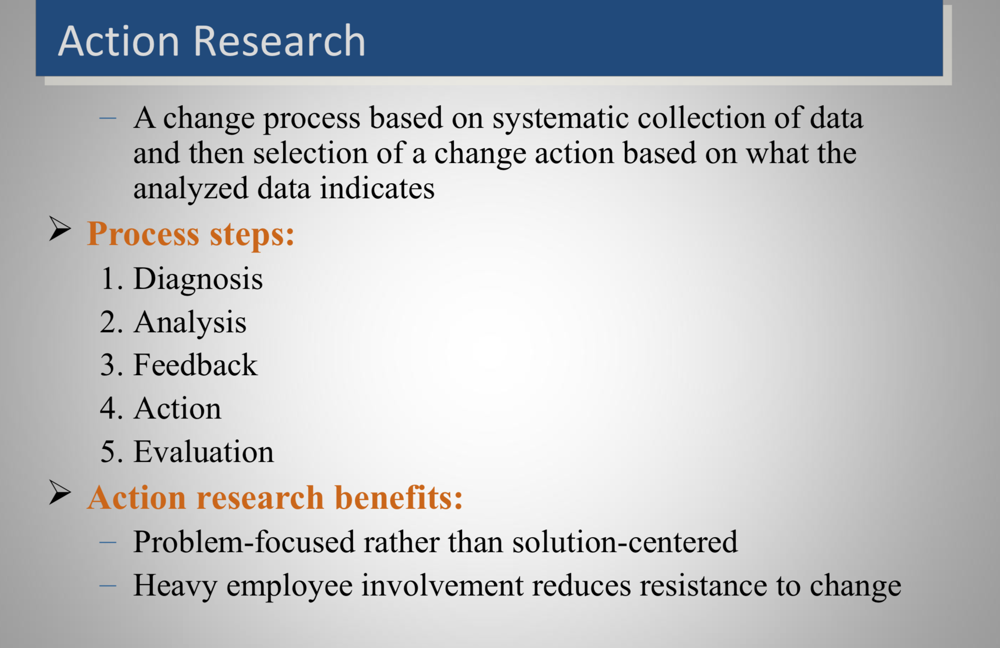 Action Research
– A change process based on systematic collection of data
and then selection of a change action based on what the
analyzed data indicates
➢ Process steps:
1. Diagnosis
2. Analysis
3. Feedback
4. Action
5. Evaluation
➢ Action research benefits:
– Problem-focused rather than solution-centered
– Heavy employee involvement reduces resistance to change